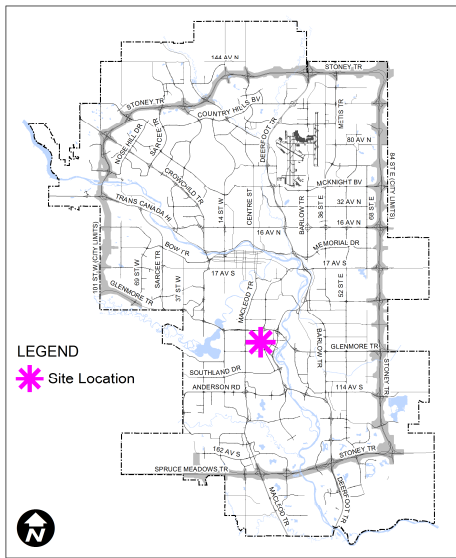 144 AV N
STONEY TR
STONEY TR
COUNTRY HILLS BV
METIS TR
NOSE HILL DR
SARCEE TR
DEERFOOT TR
80 AV N
84 ST E (CITY LIMITS)
CROWCHILD TR
MCKNIGHT BV
TRANS CANADA HI
14 ST W
CENTRE ST
BARLOW TR
36 ST E
32 AV N
68 ST E
16 AV N
16 AV N
101 ST W (CITY LIMITS)
BOW TR
MEMORIAL DR
17 AV S
17 AV S
69 ST W
SARCEE TR
37 ST W
MACLEOD TR
52 ST E
GLENMORE TR
BARLOW TR
GLENMORE TR
STONEY TR
LEGEND
Site Location
SOUTHLAND DR
ANDERSON RD
114 AV S
162 AV S
STONEY TR
SPRUCE MEADOWS TR
MACLEOD TR
DEERFOOT TR
N